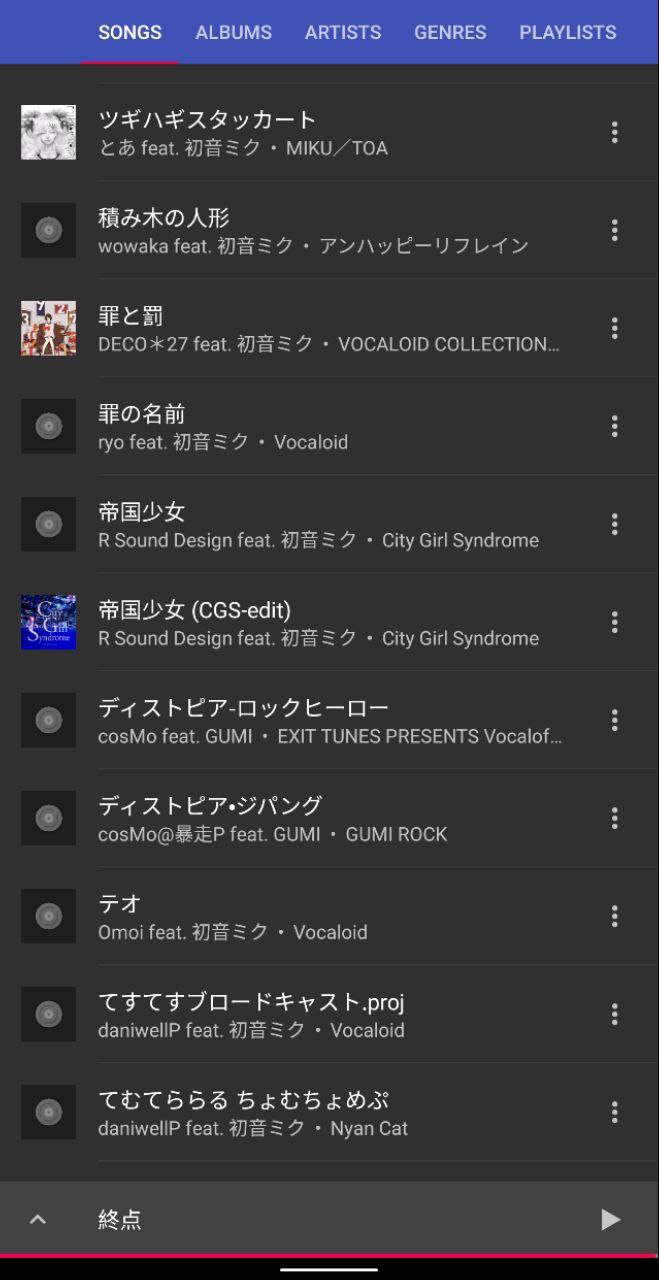 SONGS ALBUMS ARTISTS GENRES PLAYLISTS
ツギハギスタッカート
とあ feat. 初音ミク・MIKU／TOA
積み木の人形
wowaka feat. 初音ミク・アンハッピーリフレイン
罪と罰
DECO＊27 feat. 初音ミク・VOCALOID COLLECTION...
罪の名前
ryo feat. 初音ミク・Vocaloid
帝国少女
R Sound Design feat. 初音ミク・City Girl Syndrome
帝国少女 (CGS-edit)
City Girl Syndrome
R Sound Design feat. 初音ミク・City Girl Syndrome
ディストピア-ロックヒーロー
cosMo feat. GUMI・EXIT TUNES PRESENTS Vocalof...
ディストピア•ジパング
cosMo@暴走P feat. GUMI・GUMI ROCK
テオ
Omoi feat. 初音ミク・Vocaloid
てすてすブロードキャスト.proj
daniwellP feat. 初音ミク・Vocaloid
てむてららる ちょむちょめぷ
daniwellP feat. 初音ミク・Nyan Cat
終点